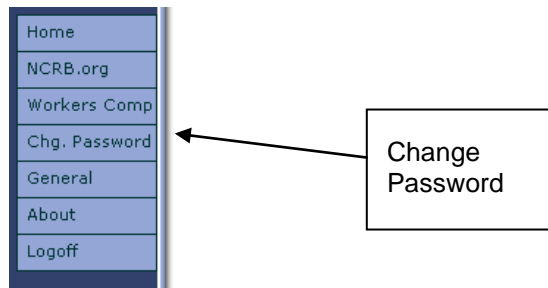 Home
NCRB.org
Workers Comp
Chg. Password
General
About
Logoff
Change
Password